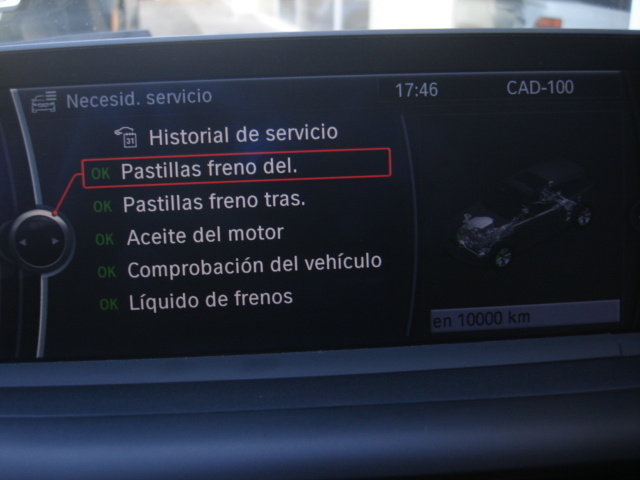 Necesid. servicio 17:46 CAD-100
31 Historial de servicio
OK Pastillas freno del.
OK Pastillas freno tras.
OK Aceite del motor
OK Comprobación del vehículo
OK Líquido de frenos
en 10000 km